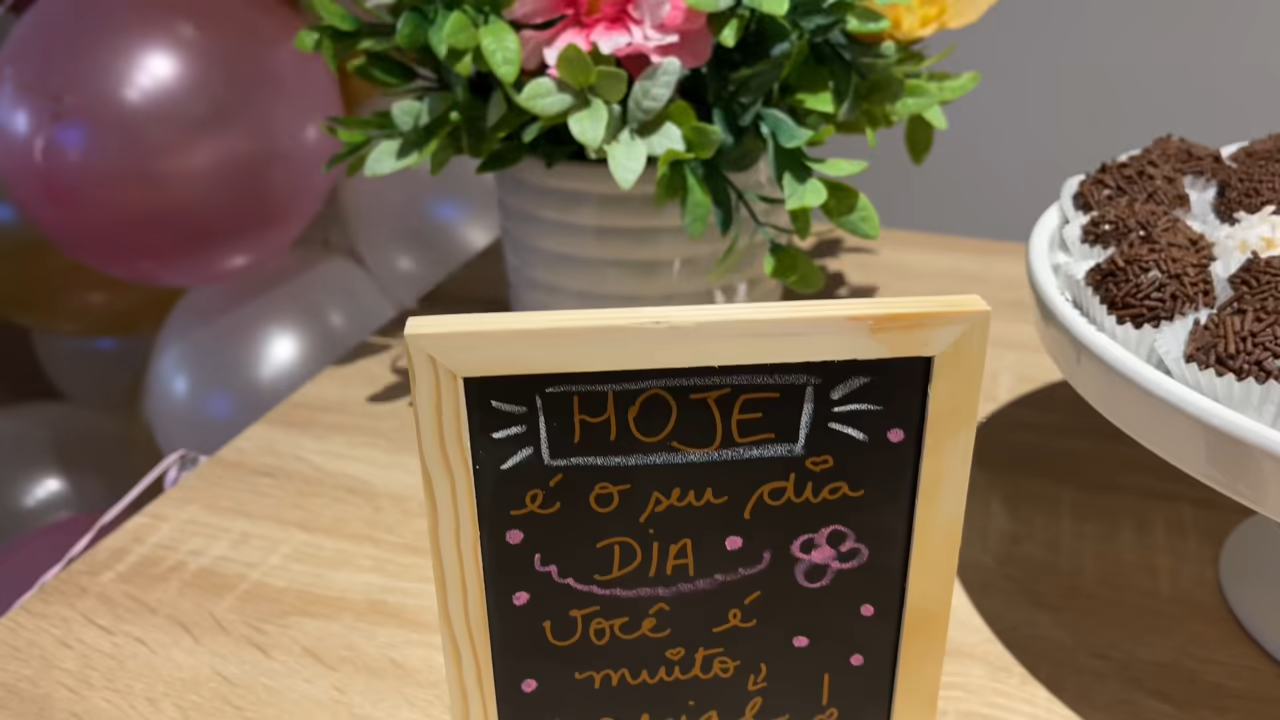 HOJE
é o seu dia
DIA
Você é
muito